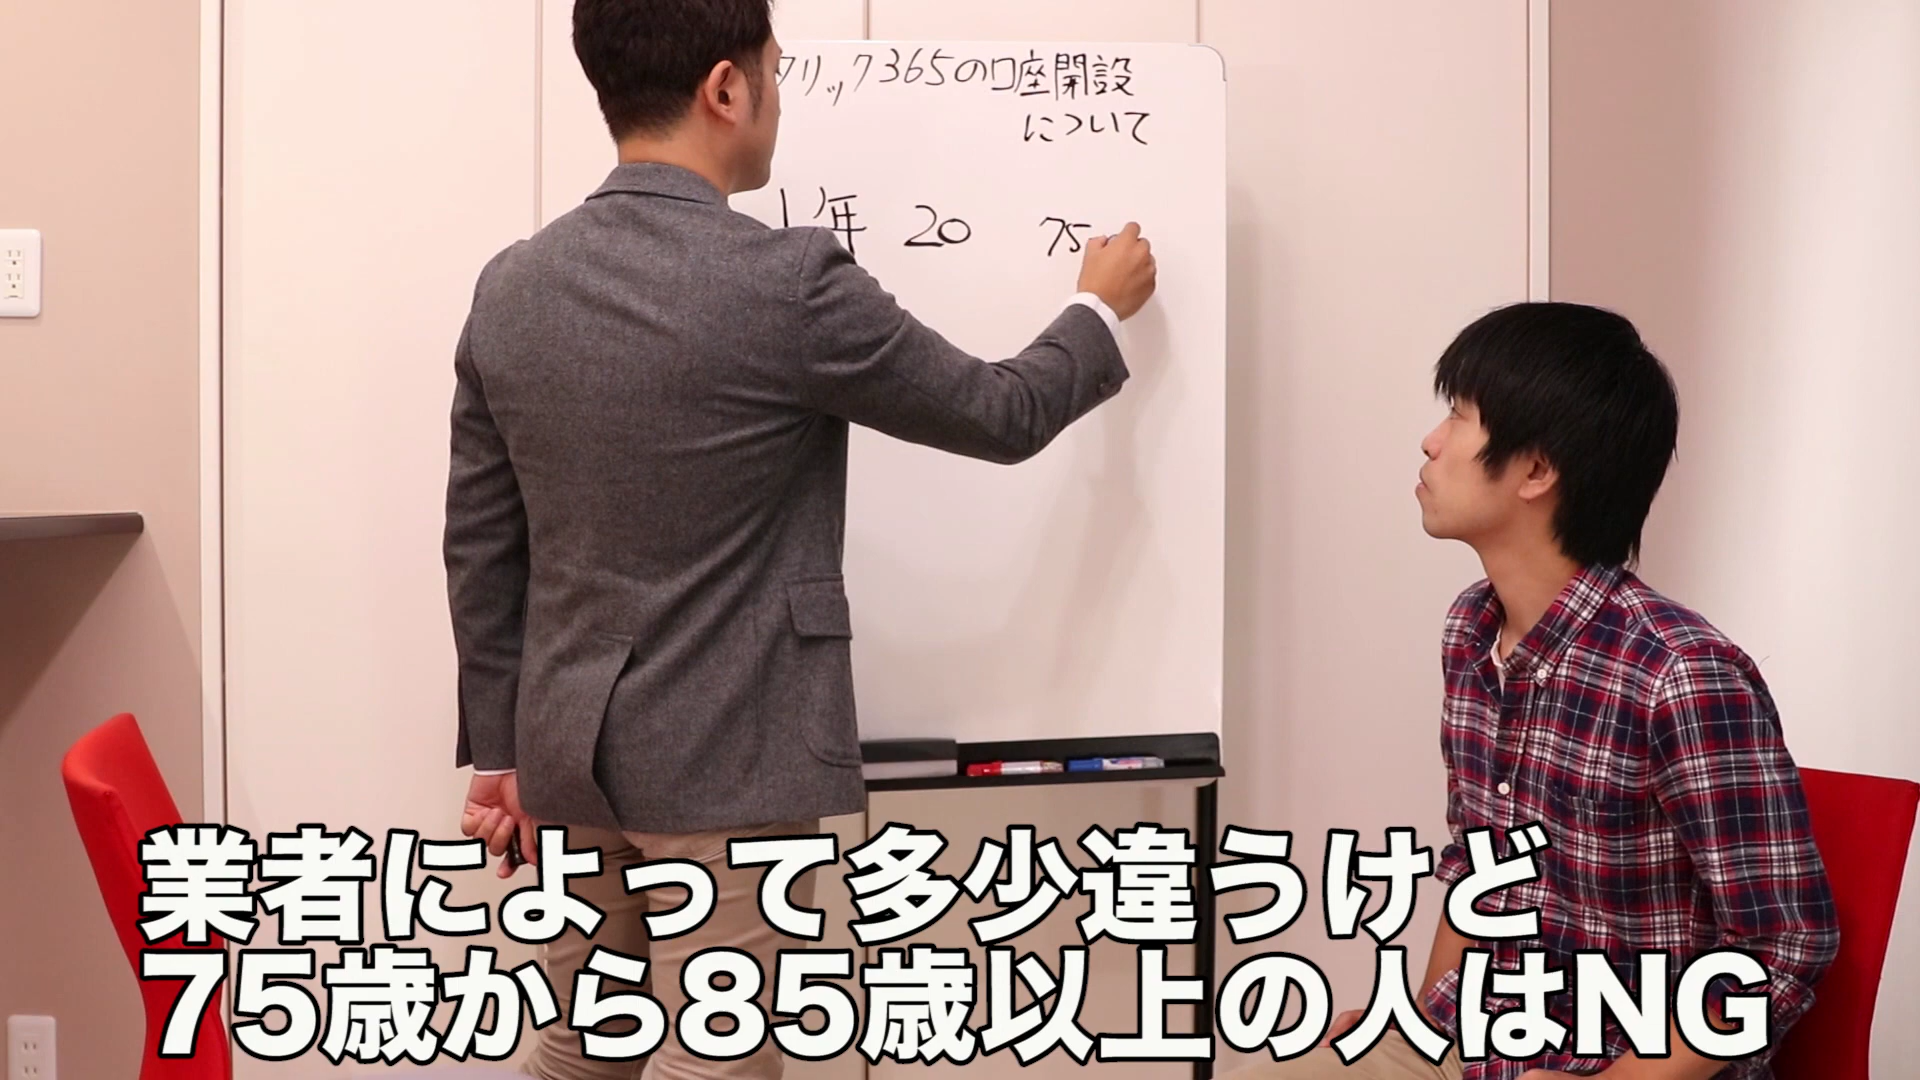 クリック365の口座開設
について
1年 20 75
業者によって多少違うけど
75歳から85歳以上の人はNG